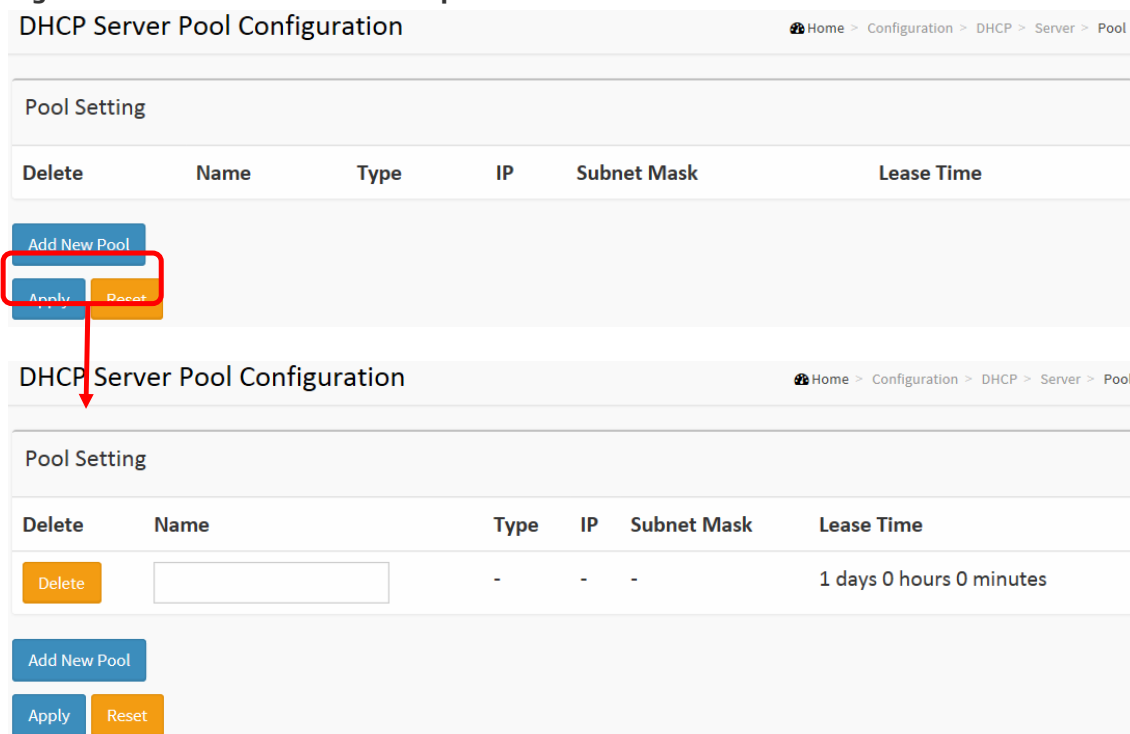 DHCP Server Pool Configuration
Home > Configuration > DHCP > Server > Pool
Pool Setting
Delete Name Type IP Subnet Mask Lease Time
Add New Pool
Apply Reset
DHCP Server Pool Configuration
Home > Configuration > DHCP > Server > Pool
Pool Setting
Delete Name Type IP Subnet Mask Lease Time
Delete - - - 1 days 0 hours 0 minutes
Add New Pool
Apply Reset